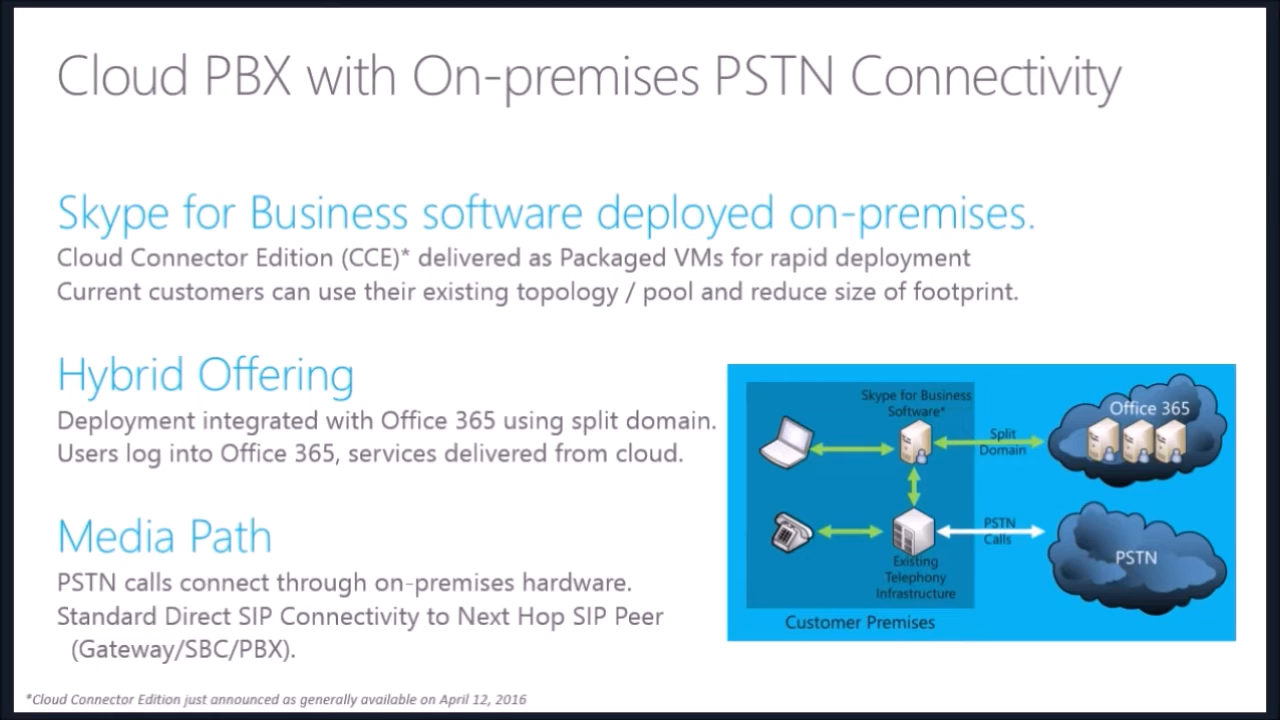 Cloud PBX with On-premises PSTN Connectivity
Skype for Business software deployed on-premises.
Cloud Connector Edition (CCE)* delivered as Packaged VMs for rapid deployment
Current customers can use their existing topology / pool and reduce size of footprint.
Hybrid Offering
Deployment integrated with Office 365 using split domain.
Users log into Office 365, services delivered from cloud.
Media Path
PSTN calls connect through on-premises hardware.
Standard Direct SIP Connectivity to Next Hop SIP Peer
(Gateway/SBC/PBX).
Skype for Business
Software*
Split
Domain
Office 365
PSTN
Calls
PSTN
Existing
Telephony
Infrastructure
Customer Premises
*Cloud Connector Edition just announced as generally available on April 12, 2016